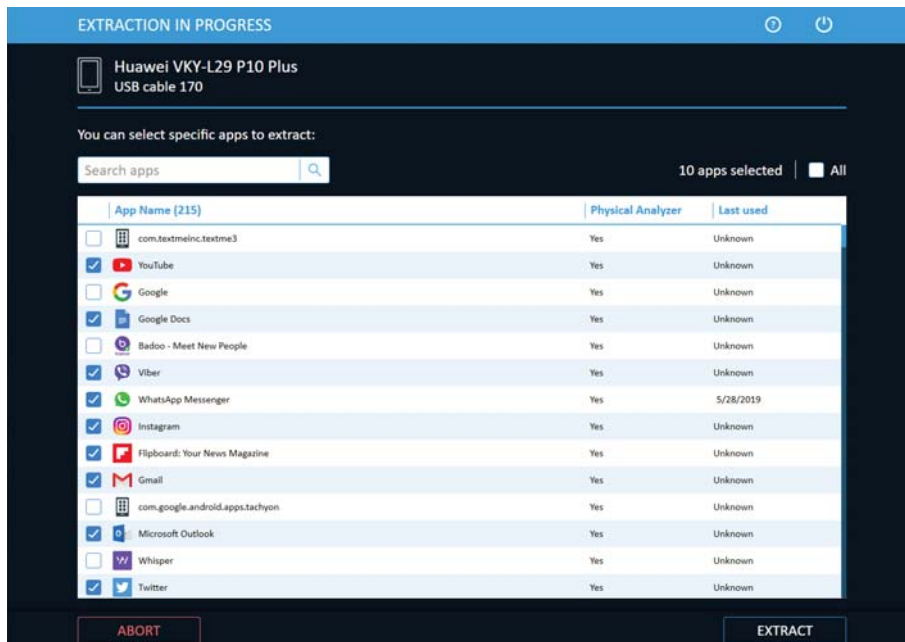 EXTRACTION IN PROGRESS
Huawei VKY-L29 P10 Plus
USB cable 170
You can select specific apps to extract:
Search apps
10 apps selected
All
App Name (215) Physical Analyzer Last used
com.textmeinc.textme3 Yes Unknown
YouTube Yes Unknown
Google Yes Unknown
Google Docs Yes Unknown
Badoo - Meet New People Yes Unknown
Viber Yes Unknown
WhatsApp Messenger Yes 5/28/2019
Instagram Yes Unknown
Flipboard: Your News Magazine Yes Unknown
Gmail Yes Unknown
com.google.android.apps.tachyon Yes Unknown
Microsoft Outlook Yes Unknown
Whisper Yes Unknown
Twitter Yes Unknown
ABORT
EXTRACT